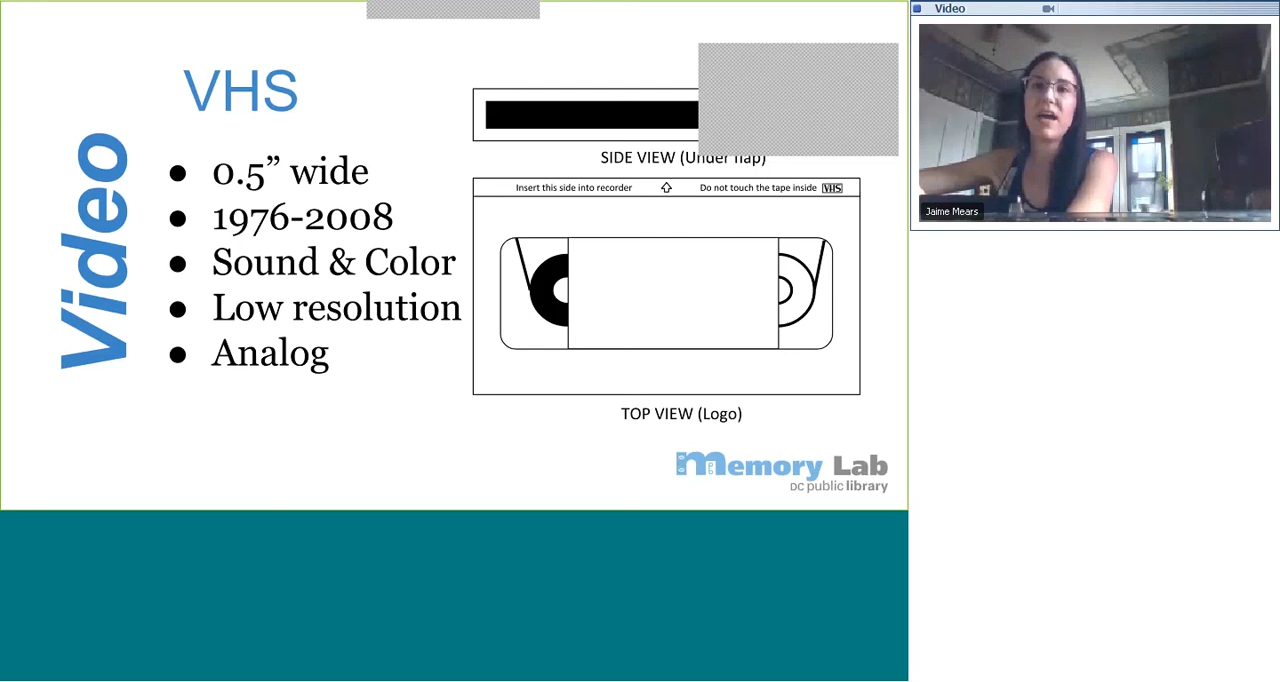 VHS
Video
● 0.5” wide
● 1976-2008
● Sound & Color
● Low resolution
● Analog
SIDE VIEW (Under flap)
Insert this side into recorder
Do not touch the tape inside VHS
TOP VIEW (Logo)
Memory Lab
DC public library
Video
Jaime Mears